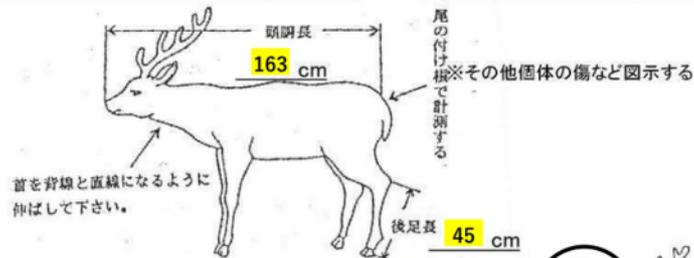 頭胴長
163 cm
尾の付け根で計測する
※その他個体の傷など図示する
首を背線と直線になるように
伸ばして下さい。
後足長
45 cm